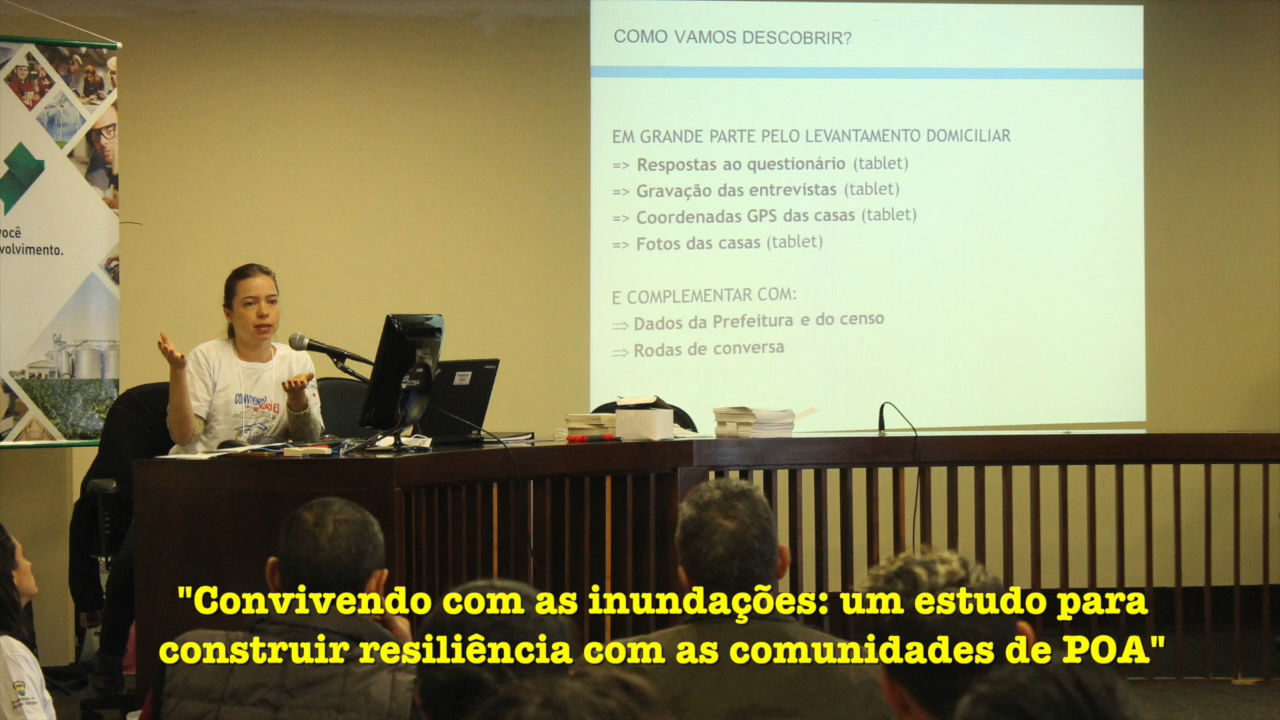 COMO VAMOS DESCOBRIR?
EM GRANDE PARTE PELO LEVANTAMENTO DOMICILIAR
=> Respostas ao questionário (tablet)
=> Gravação das entrevistas (tablet)
=> Coordenadas GPS das casas (tablet)
=> Fotos das casas (tablet)
E COMPLEMENTAR COM:
⇒ Dados da Prefeitura e do censo
⇒ Rodas de conversa
você
volvimento.
CONVIVENDO
"Convivendo com as inundações: um estudo para
construir resiliência com as comunidades de POA"